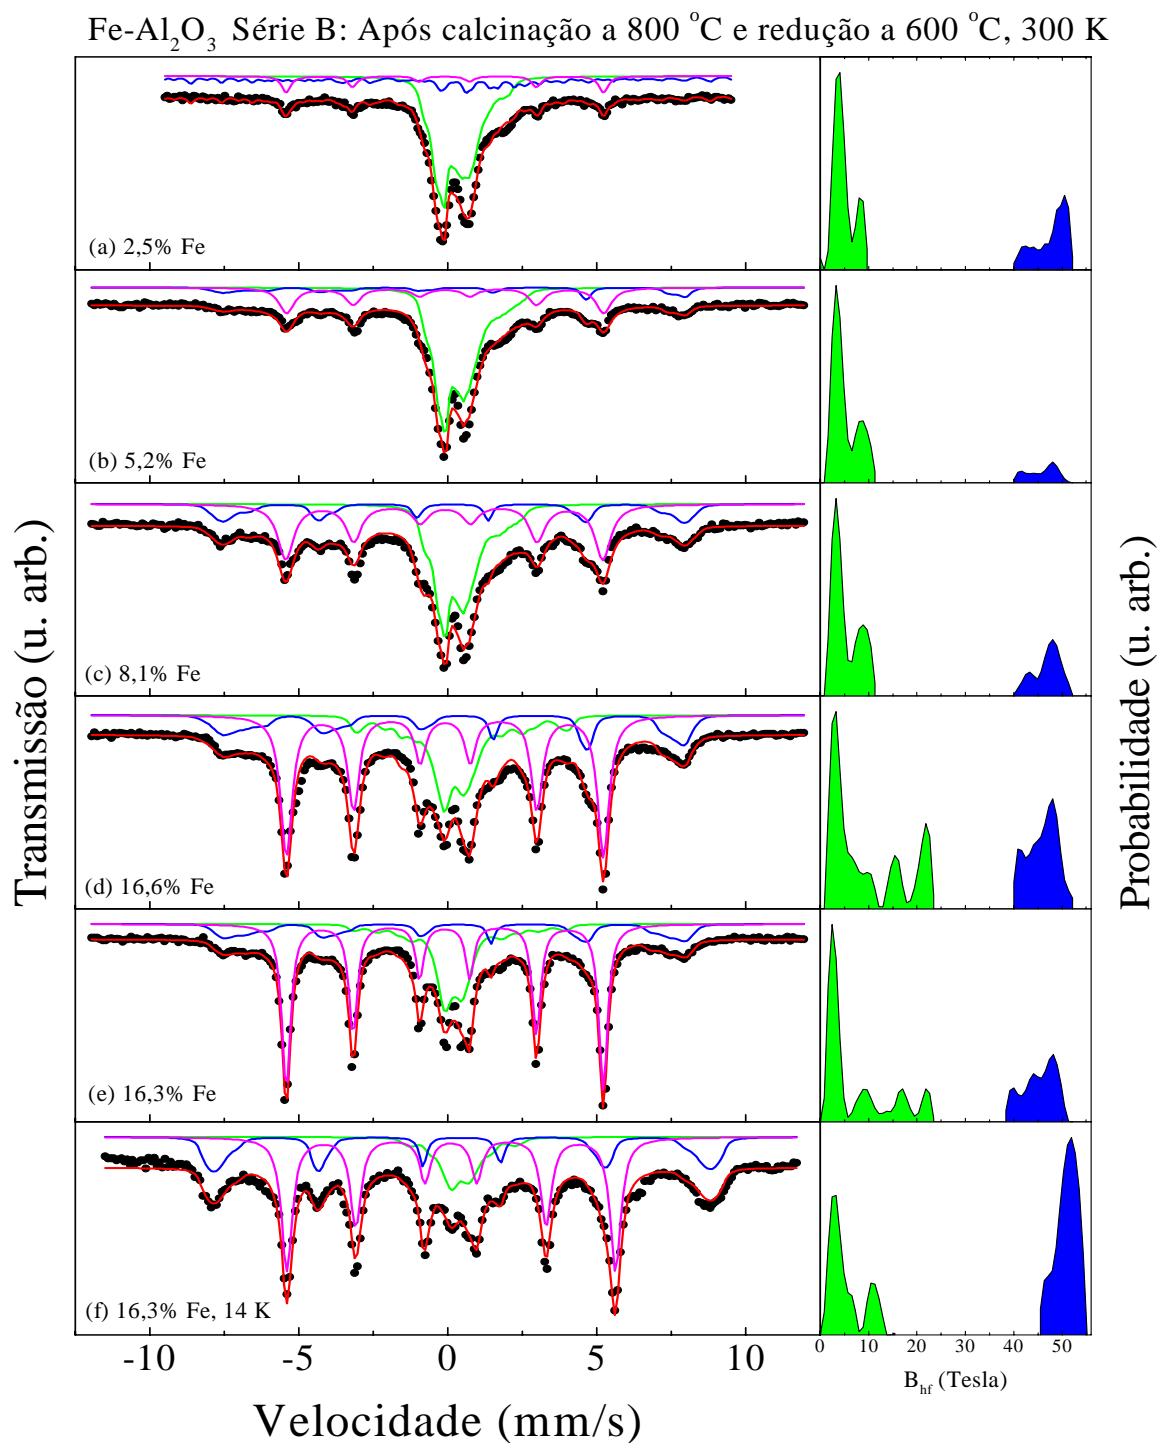 Fe-Al₂O₃ Série B: Após calcinação a 800 °C e redução a 600 °C, 300 K
Transmissão (u. arb.)
(a) 2,5% Fe
(b) 5,2% Fe
(c) 8,1% Fe
(d) 16,6% Fe
(e) 16,3% Fe
(f) 16,3% Fe, 14 K
-10 -5 0 5 10
Velocidade (mm/s)
0 10 20 30 40 50
B_hf (Tesla)
Probabilidade (u. arb.)